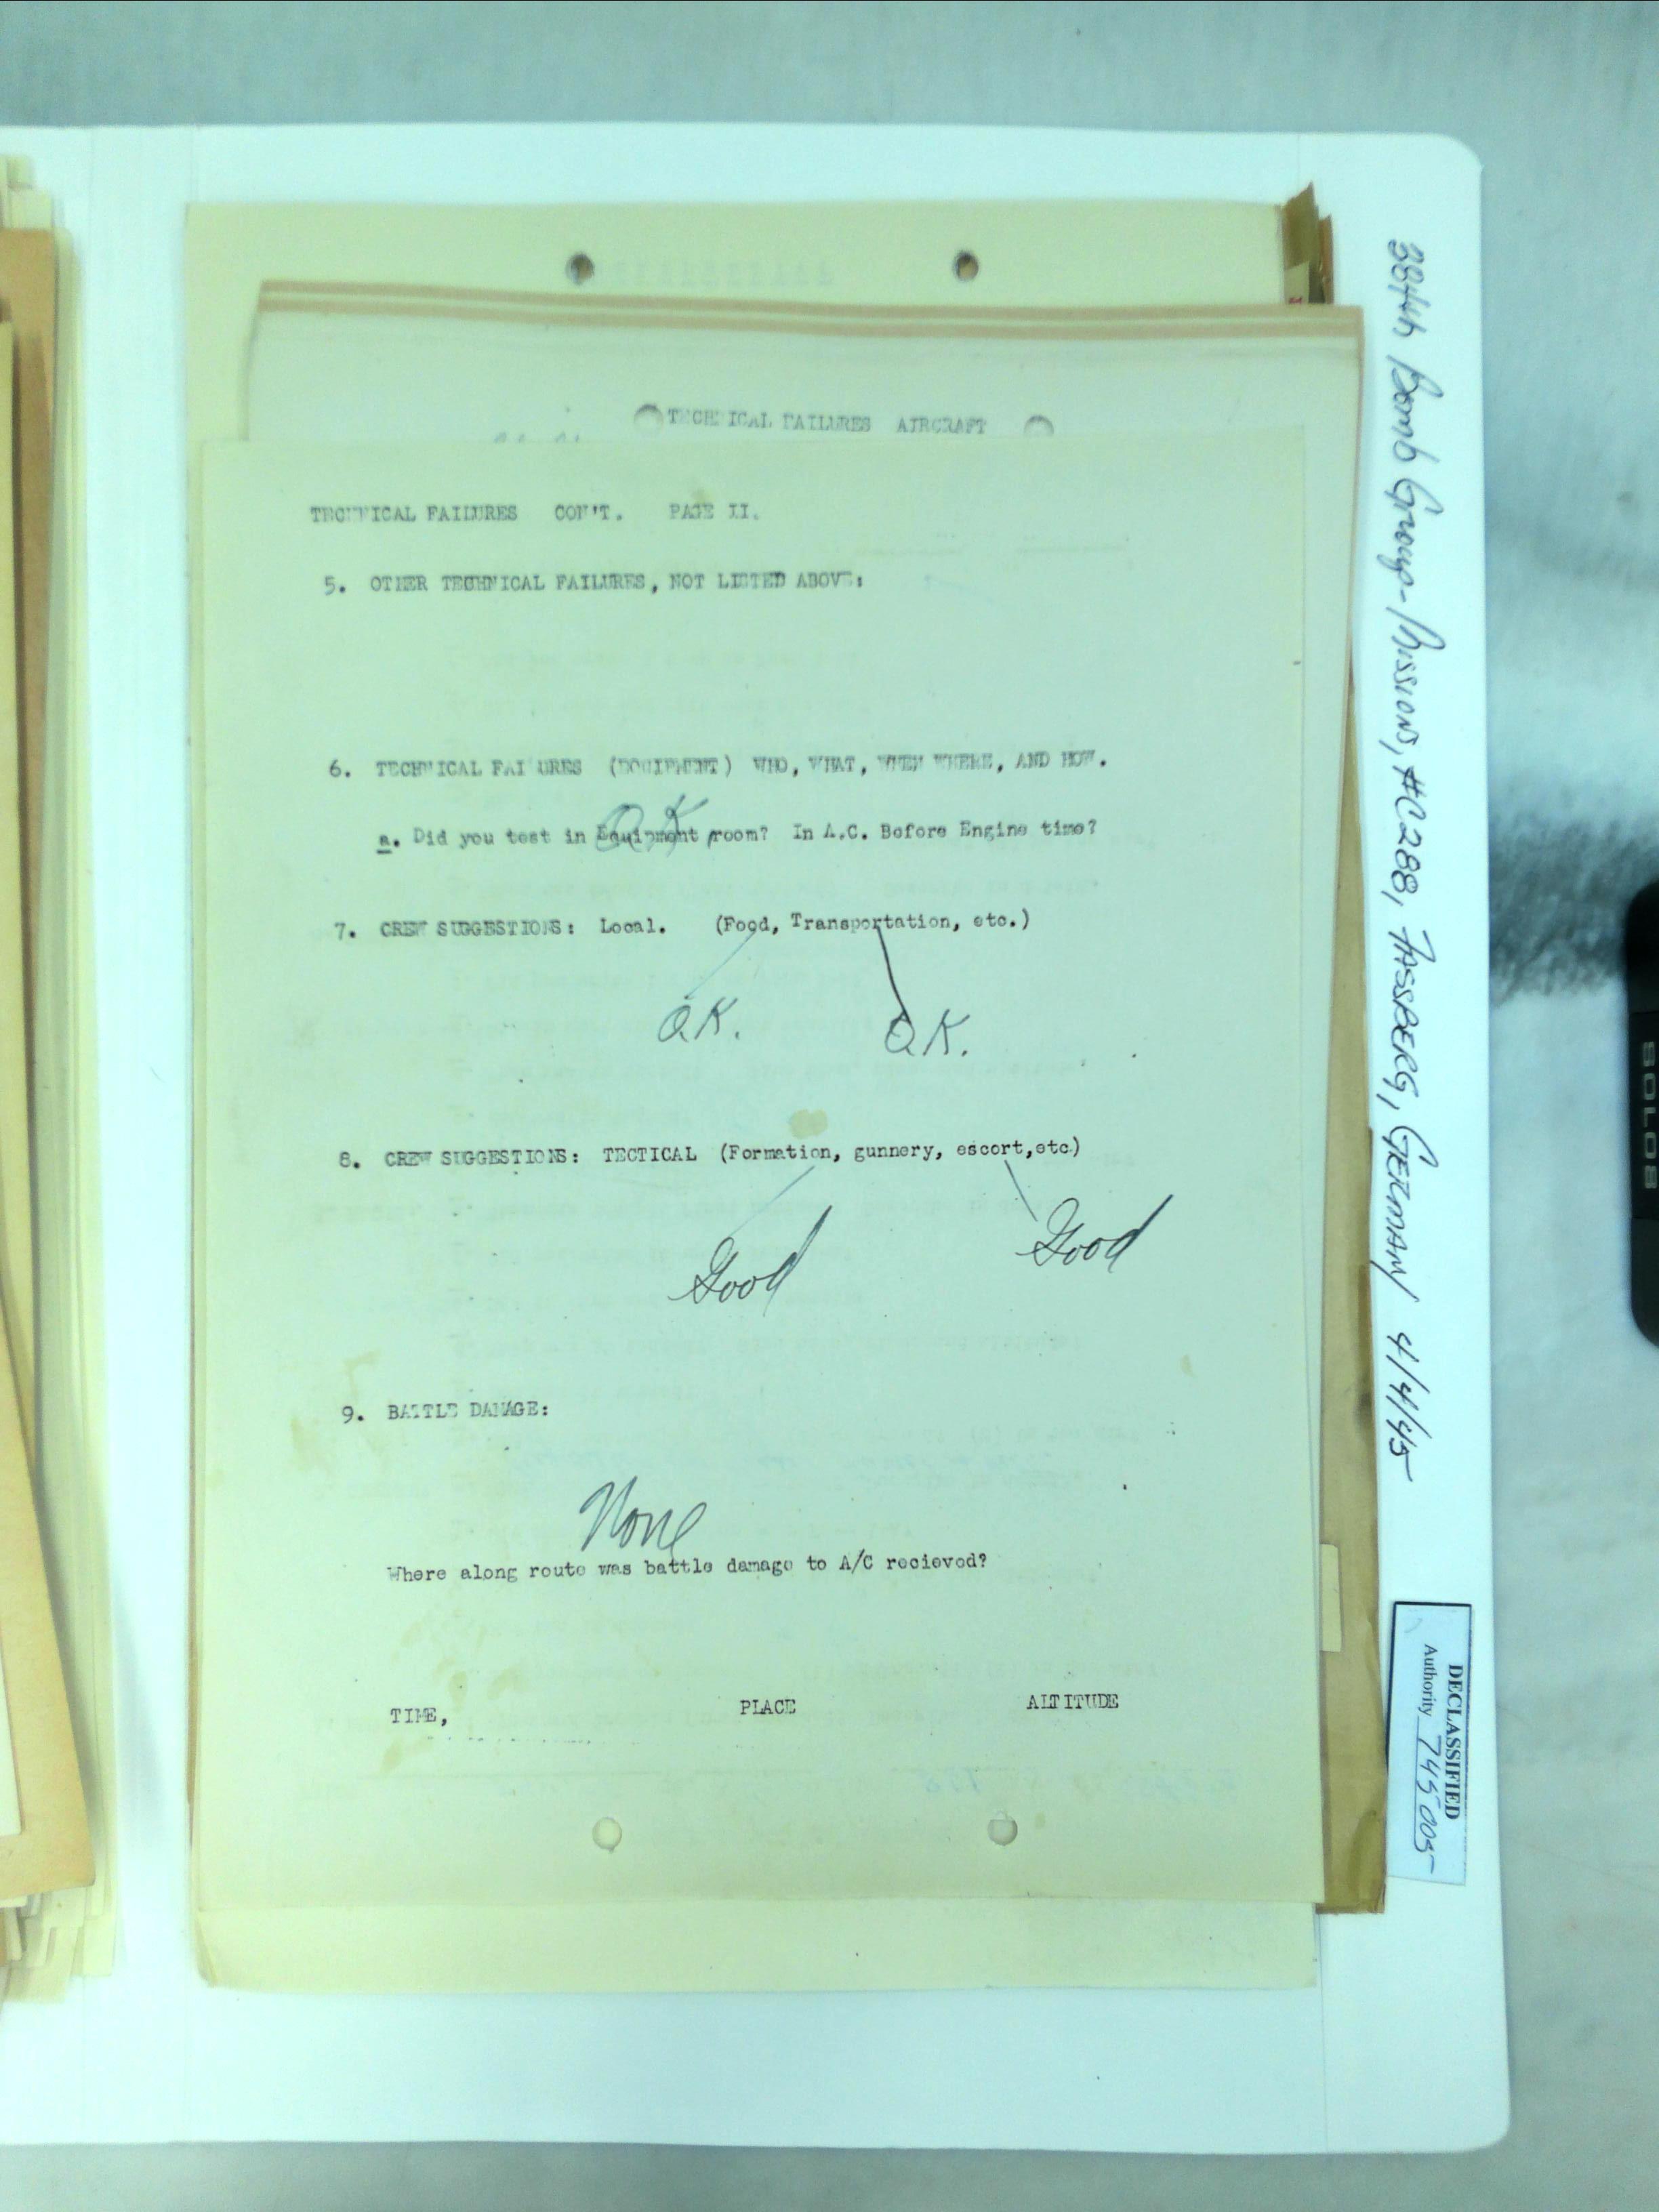 TECHNICAL FAILURES AIRCRAFT
TECHNICAL FAILURES CON'T. PAGE II.
5. OTHER TECHNICAL FAILURES, NOT LISTED ABOVE:
6. TECHNICAL FAILURES (EQUIPMENT) WHO, WHAT, WHEN WHERE, AND HOW.
OK
a. Did you test in Equipment room? In A.C. Before Engine time?
7. CREW SUGGESTIONS: Local. (Food, Transportation, etc.)
O.K. O.K.
8. CREW SUGGESTIONS: TECTICAL (Formation, gunnery, escort,etc.)
Good Good
9. BATTLE DAMAGE:
None
Where along route was battle damage to A/C recieved?
TIME, PLACE ALTITUDE
384th Bomb Group-Mission, #C288, FASSBERG, GERMANY 4/4/45
DECLASSIFIED
Authority 745005
SOLO8